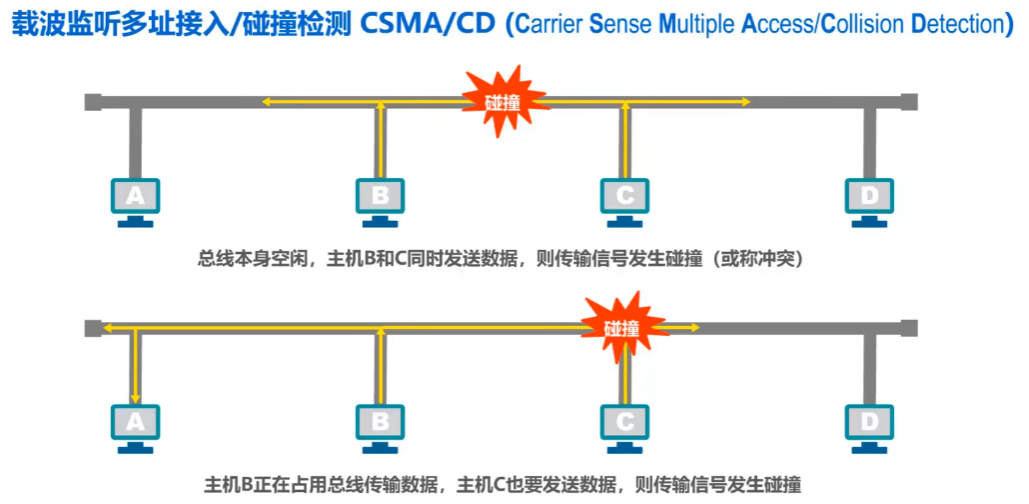 载波监听多址接入/碰撞检测 CSMA/CD (Carrier Sense Multiple Access/Collision Detection)
碰撞
A B C D
总线本身空闲，主机B和C同时发送数据，则传输信号发生碰撞（或称冲突）
碰撞
A B C D
主机B正在占用总线传输数据，主机C也要发送数据，则传输信号发生碰撞